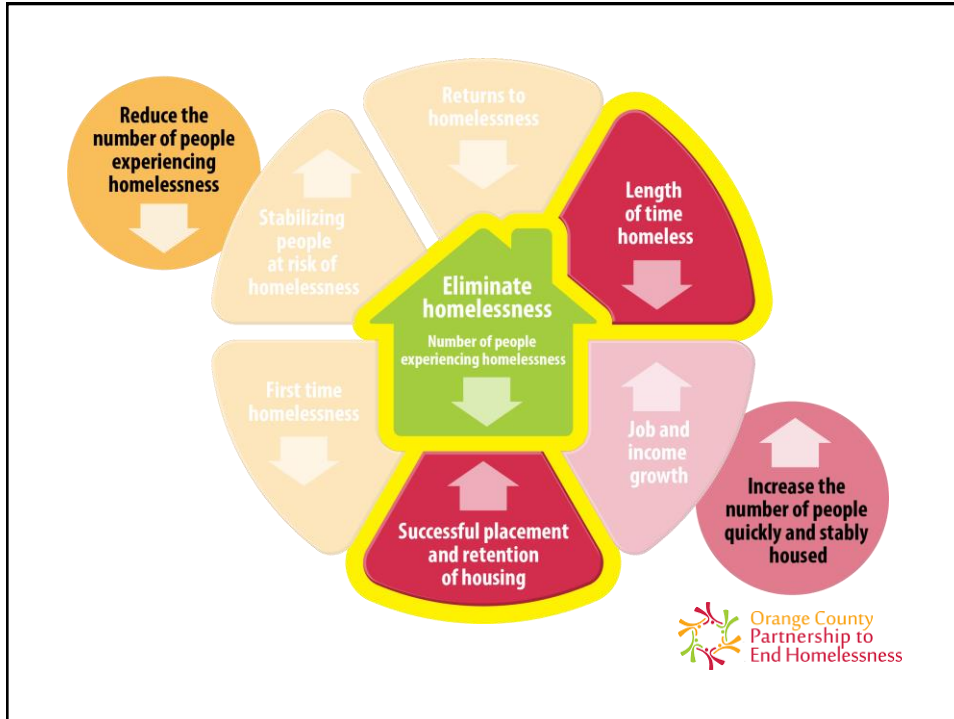 Reduce the
number of people
experiencing
homelessness
Returns to
homelessness
Stabilizing
people
at risk of
homelessness
Length
of time
homeless
Eliminate
homelessness
Number of people
experiencing homelessness
First time
homelessness
Job and
income
growth
Successful placement
and retention
of housing
Increase the
number of people
quickly and stably
housed
Orange County
Partnership to
End Homelessness